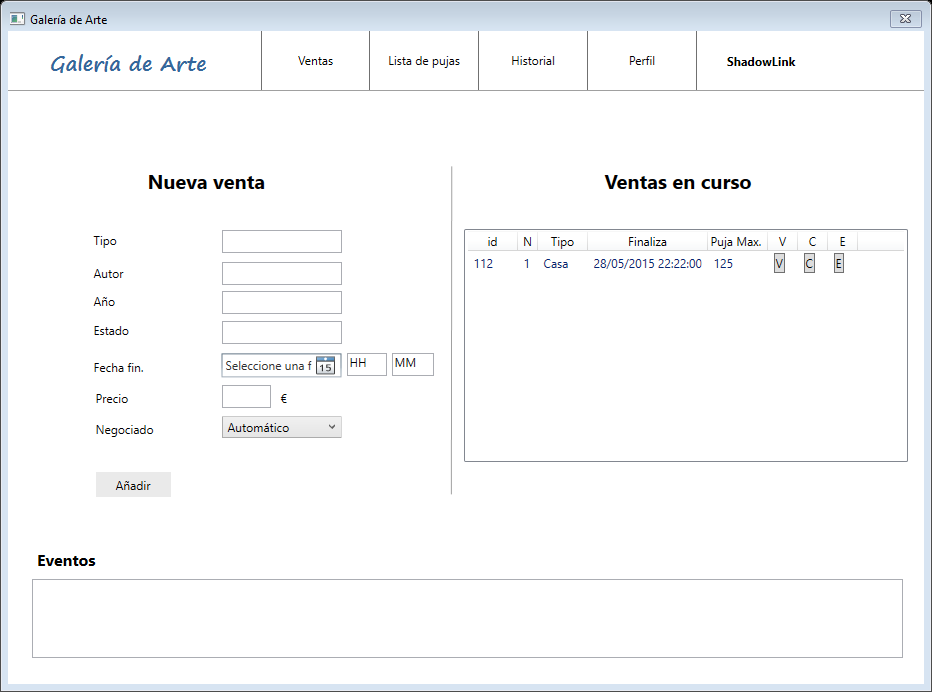 Galería de Arte
Galería de Arte
Ventas
Lista de pujas
Historial
Perfil
ShadowLink
Nueva venta
Tipo
Autor
Año
Estado
Fecha fin.
Seleccione una f
15
HH
MM
Precio
€
Negociado
Automático
Añadir
Ventas en curso
id N Tipo Finaliza Puja Max. V C E
112 1 Casa 28/05/2015 22:22:00 125 V C E
Eventos